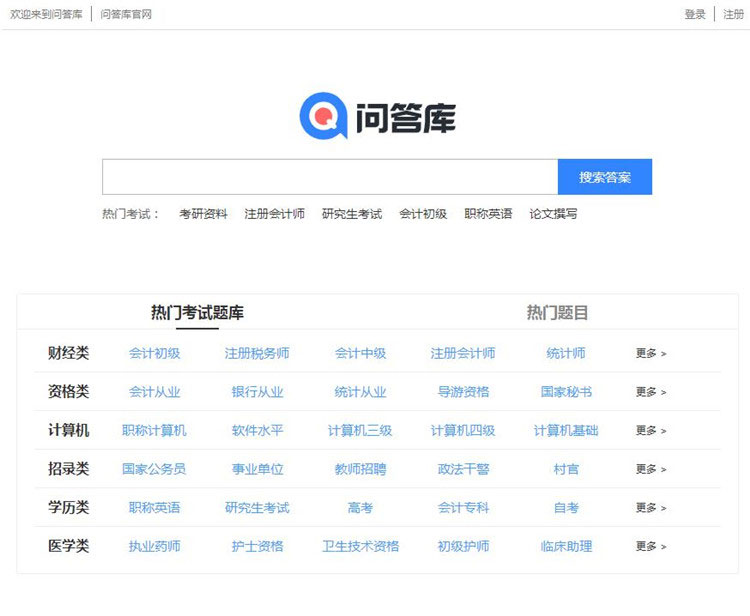 欢迎来到问答库 问答库官网 登录 注册
问答库
搜索答案
热门考试： 考研资料 注册会计师 研究生考试 会计初级 职称英语 论文撰写
热门考试题库 热门题目
财经类 会计初级 注册税务师 会计中级 注册会计师 统计师 更多 >
资格类 会计从业 银行从业 统计从业 导游资格 国家秘书 更多 >
计算机 职称计算机 软件水平 计算机三级 计算机四级 计算机基础 更多 >
招录类 国家公务员 事业单位 教师招聘 政法干警 村官 更多 >
学历类 职称英语 研究生考试 高考 会计专科 自考 更多 >
医学类 执业药师 护士资格 卫生技术资格 初级护师 临床助理 更多 >